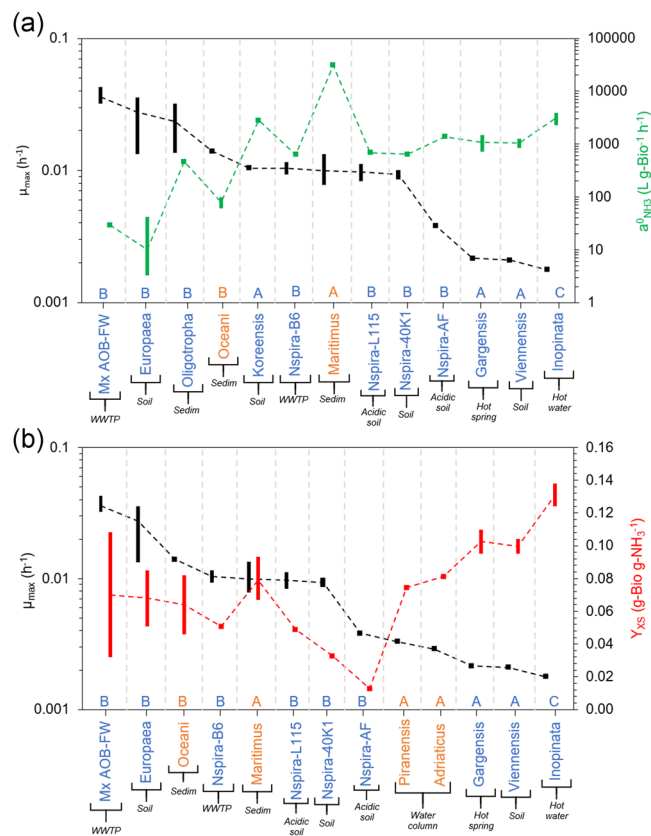 (a)
0.1
0.01
0.001
μmax (h-1)
100000
10000
1000
100
10
1
a0NH3 (L g-Bio-1 h-1)
B B B B A B A B B B A A C
Mx AOB-FW
Europaea
Oligotropha
Oceani
Koreensis
Nspira-B6
Maritimus
Nspira-L115
Nspira-40K1
Nspira-AF
Gargensis
Viennensis
Inopinata
WWTP
Soil
Sedim
Sedim
Soil
WWTP
Sedim
Acidic
soil
Soil
Acidic
soil
Hot
spring
Soil
Hot
water
(b)
0.1
0.01
0.001
μmax (h-1)
0.16
0.14
0.12
0.10
0.08
0.06
0.04
0.02
0.00
YXS (g-Bio g-NH3-1)
B B B B A B B B A A A A C
Mx AOB-FW
Europaea
Oceani
Nspira-B6
Maritimus
Nspira-L115
Nspira-40K1
Nspira-AF
Piranensis
Adriaticus
Gargensis
Viennensis
Inopinata
WWTP
Soil
Sedim
WWTP
Sedim
Acidic
soil
Soil
Acidic
soil
Water
column
Hot
spring
Soil
Hot
water